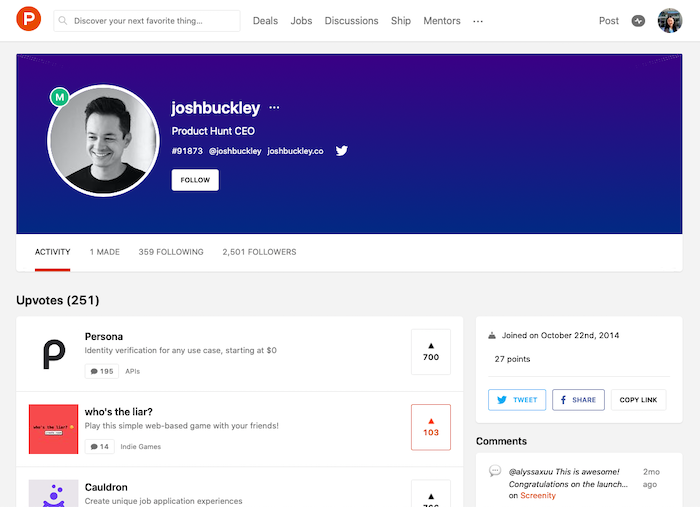 P
Discover your next favorite thing...
Deals Jobs Discussions Ship Mentors ...
Post
M
joshbuckley ...
Product Hunt CEO
#91873 @joshbuckley joshbuckley.co
FOLLOW
ACTIVITY 1 MADE 359 FOLLOWING 2,501 FOLLOWERS
Upvotes (251)
Persona
Identity verification for any use case, starting at $0
195 APIs
700
who's the liar?
Play this simple web-based game with your friends!
14 Indie Games
103
Cauldron
Create unique job application experiences
Joined on October 22nd, 2014
27 points
TWEET SHARE COPY LINK
Comments
@alyssaxuu This is awesome! 2mo
Congratulations on the launch... ago
on Screenity